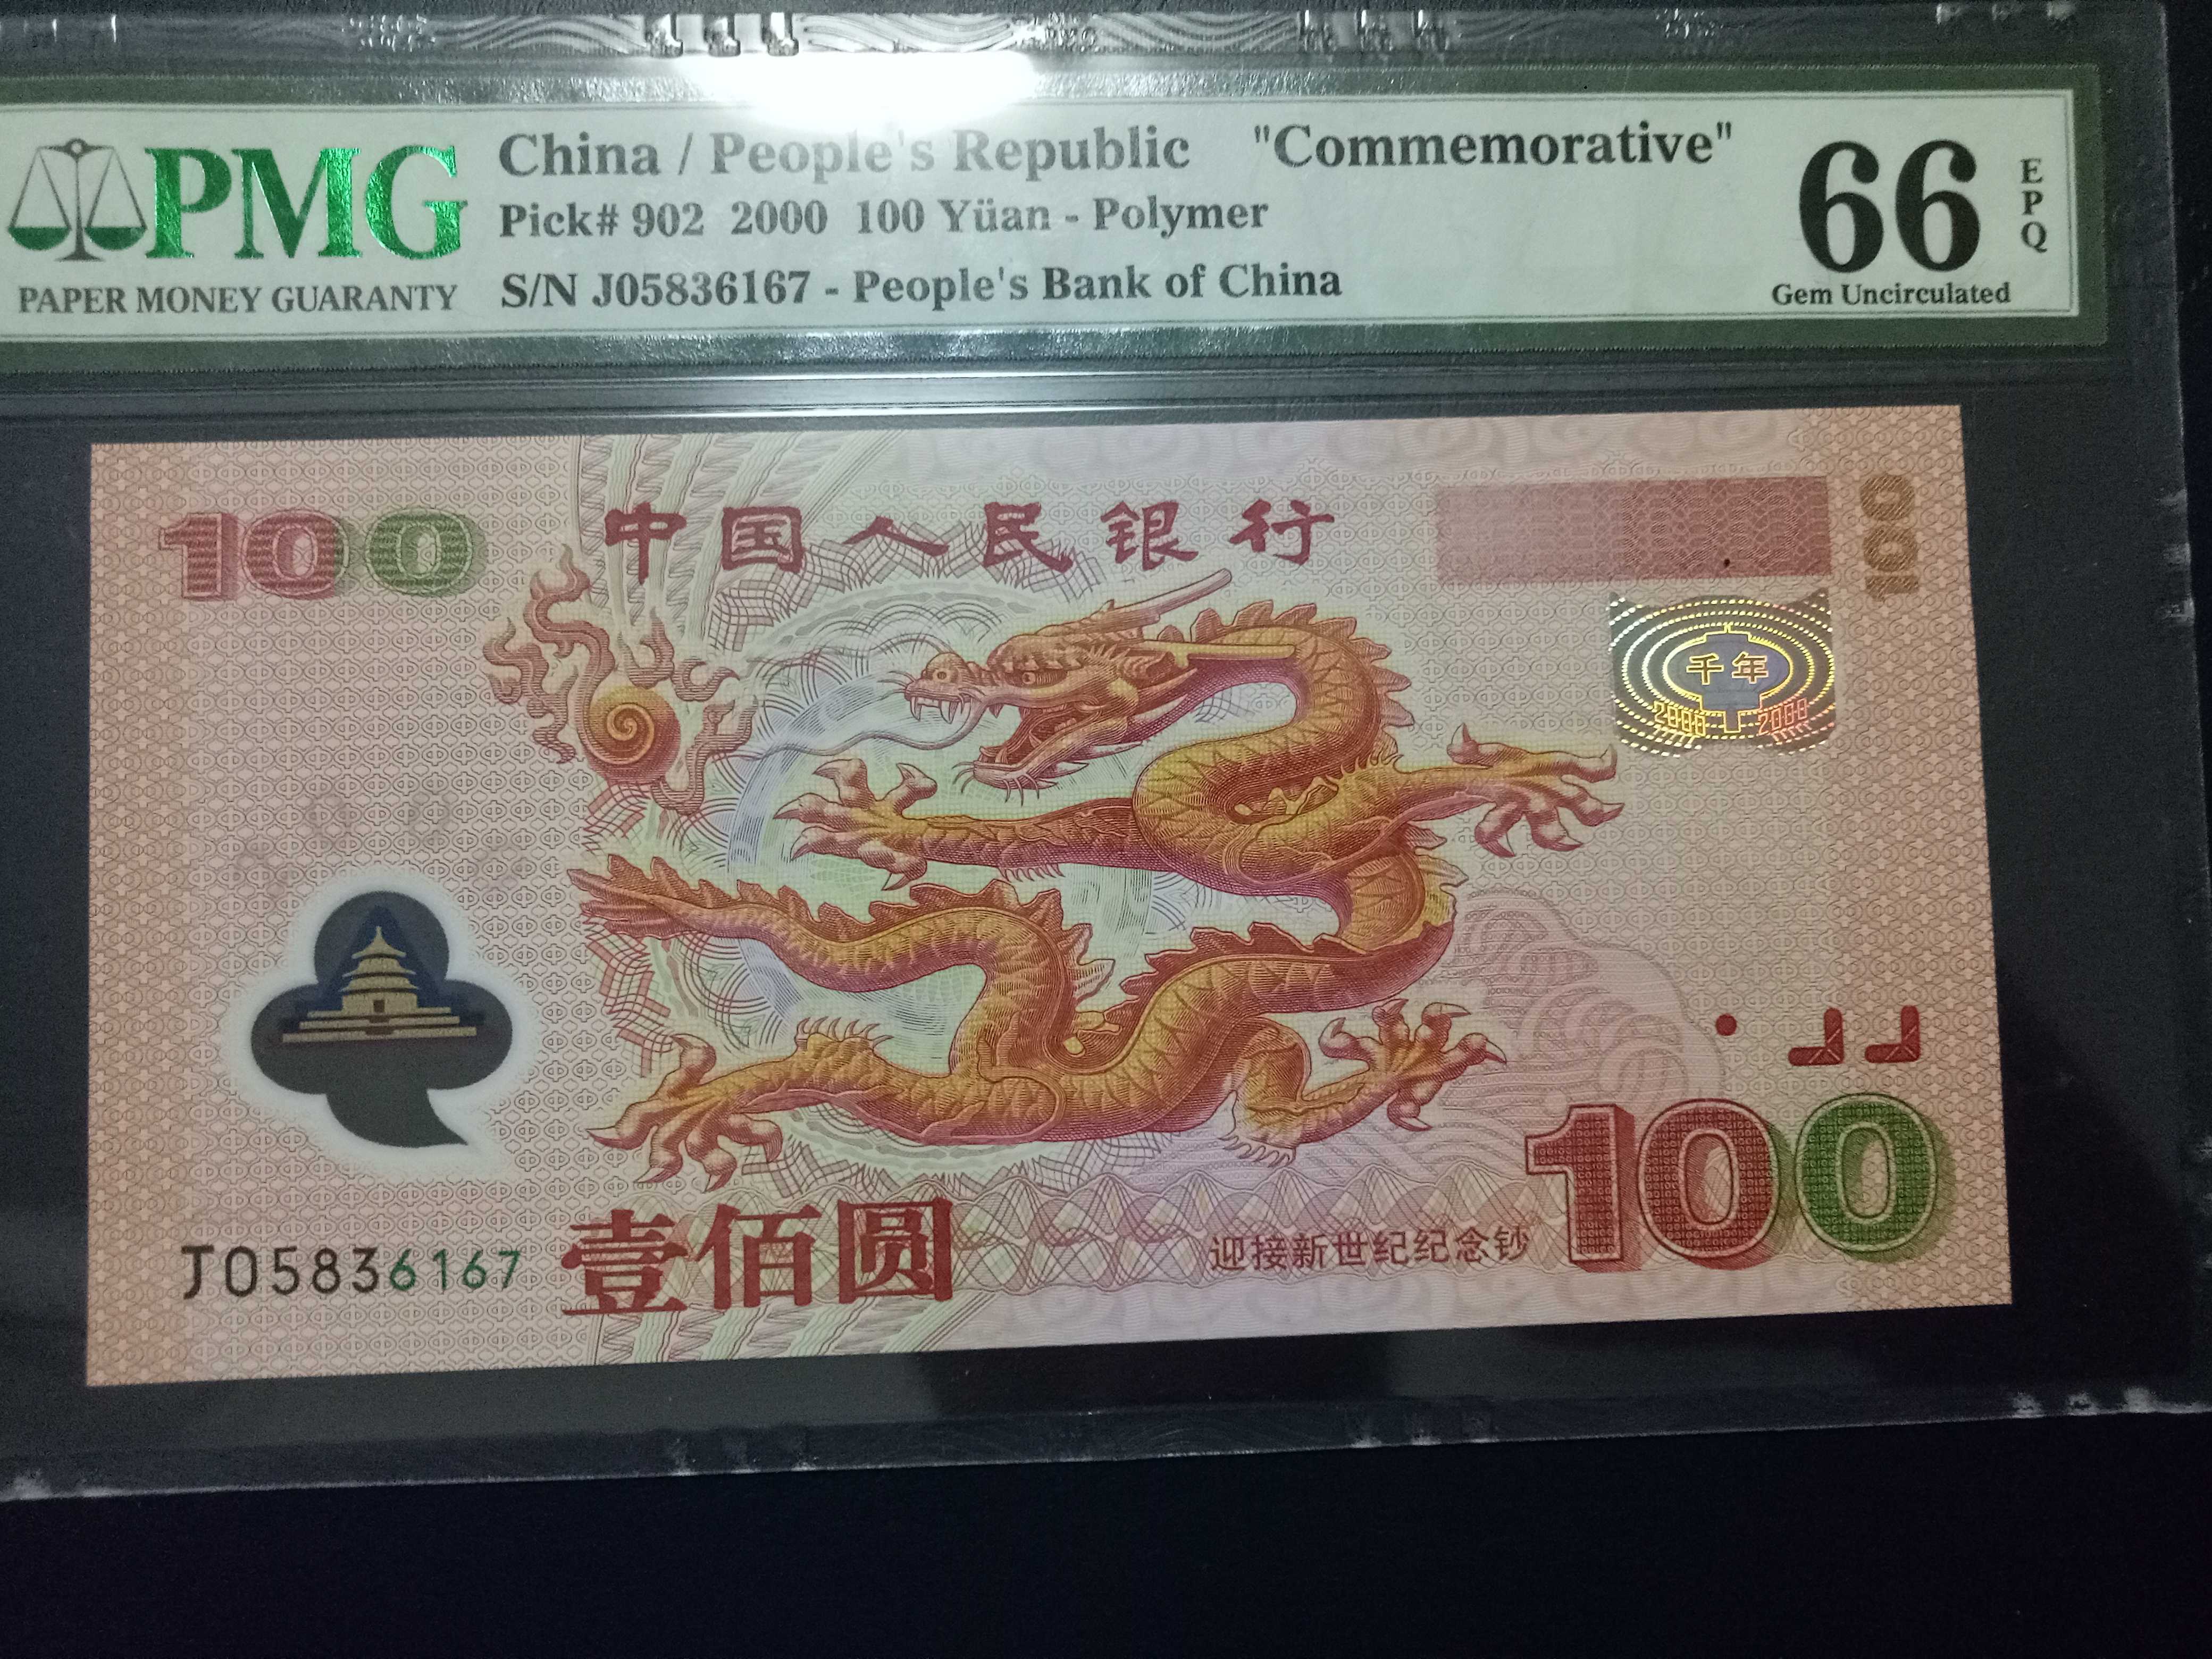 PMG
PAPER MONEY GUARANTY
China / People's Republic "Commemorative"
Pick# 902 2000 100 Yüan - Polymer
S/N J05836167 - People's Bank of China
66
EPQ
Gem Uncirculated
100
中国人民银行
100
千年
2000 2000
J05836167
壹佰圆
迎接新世纪纪念钞
100